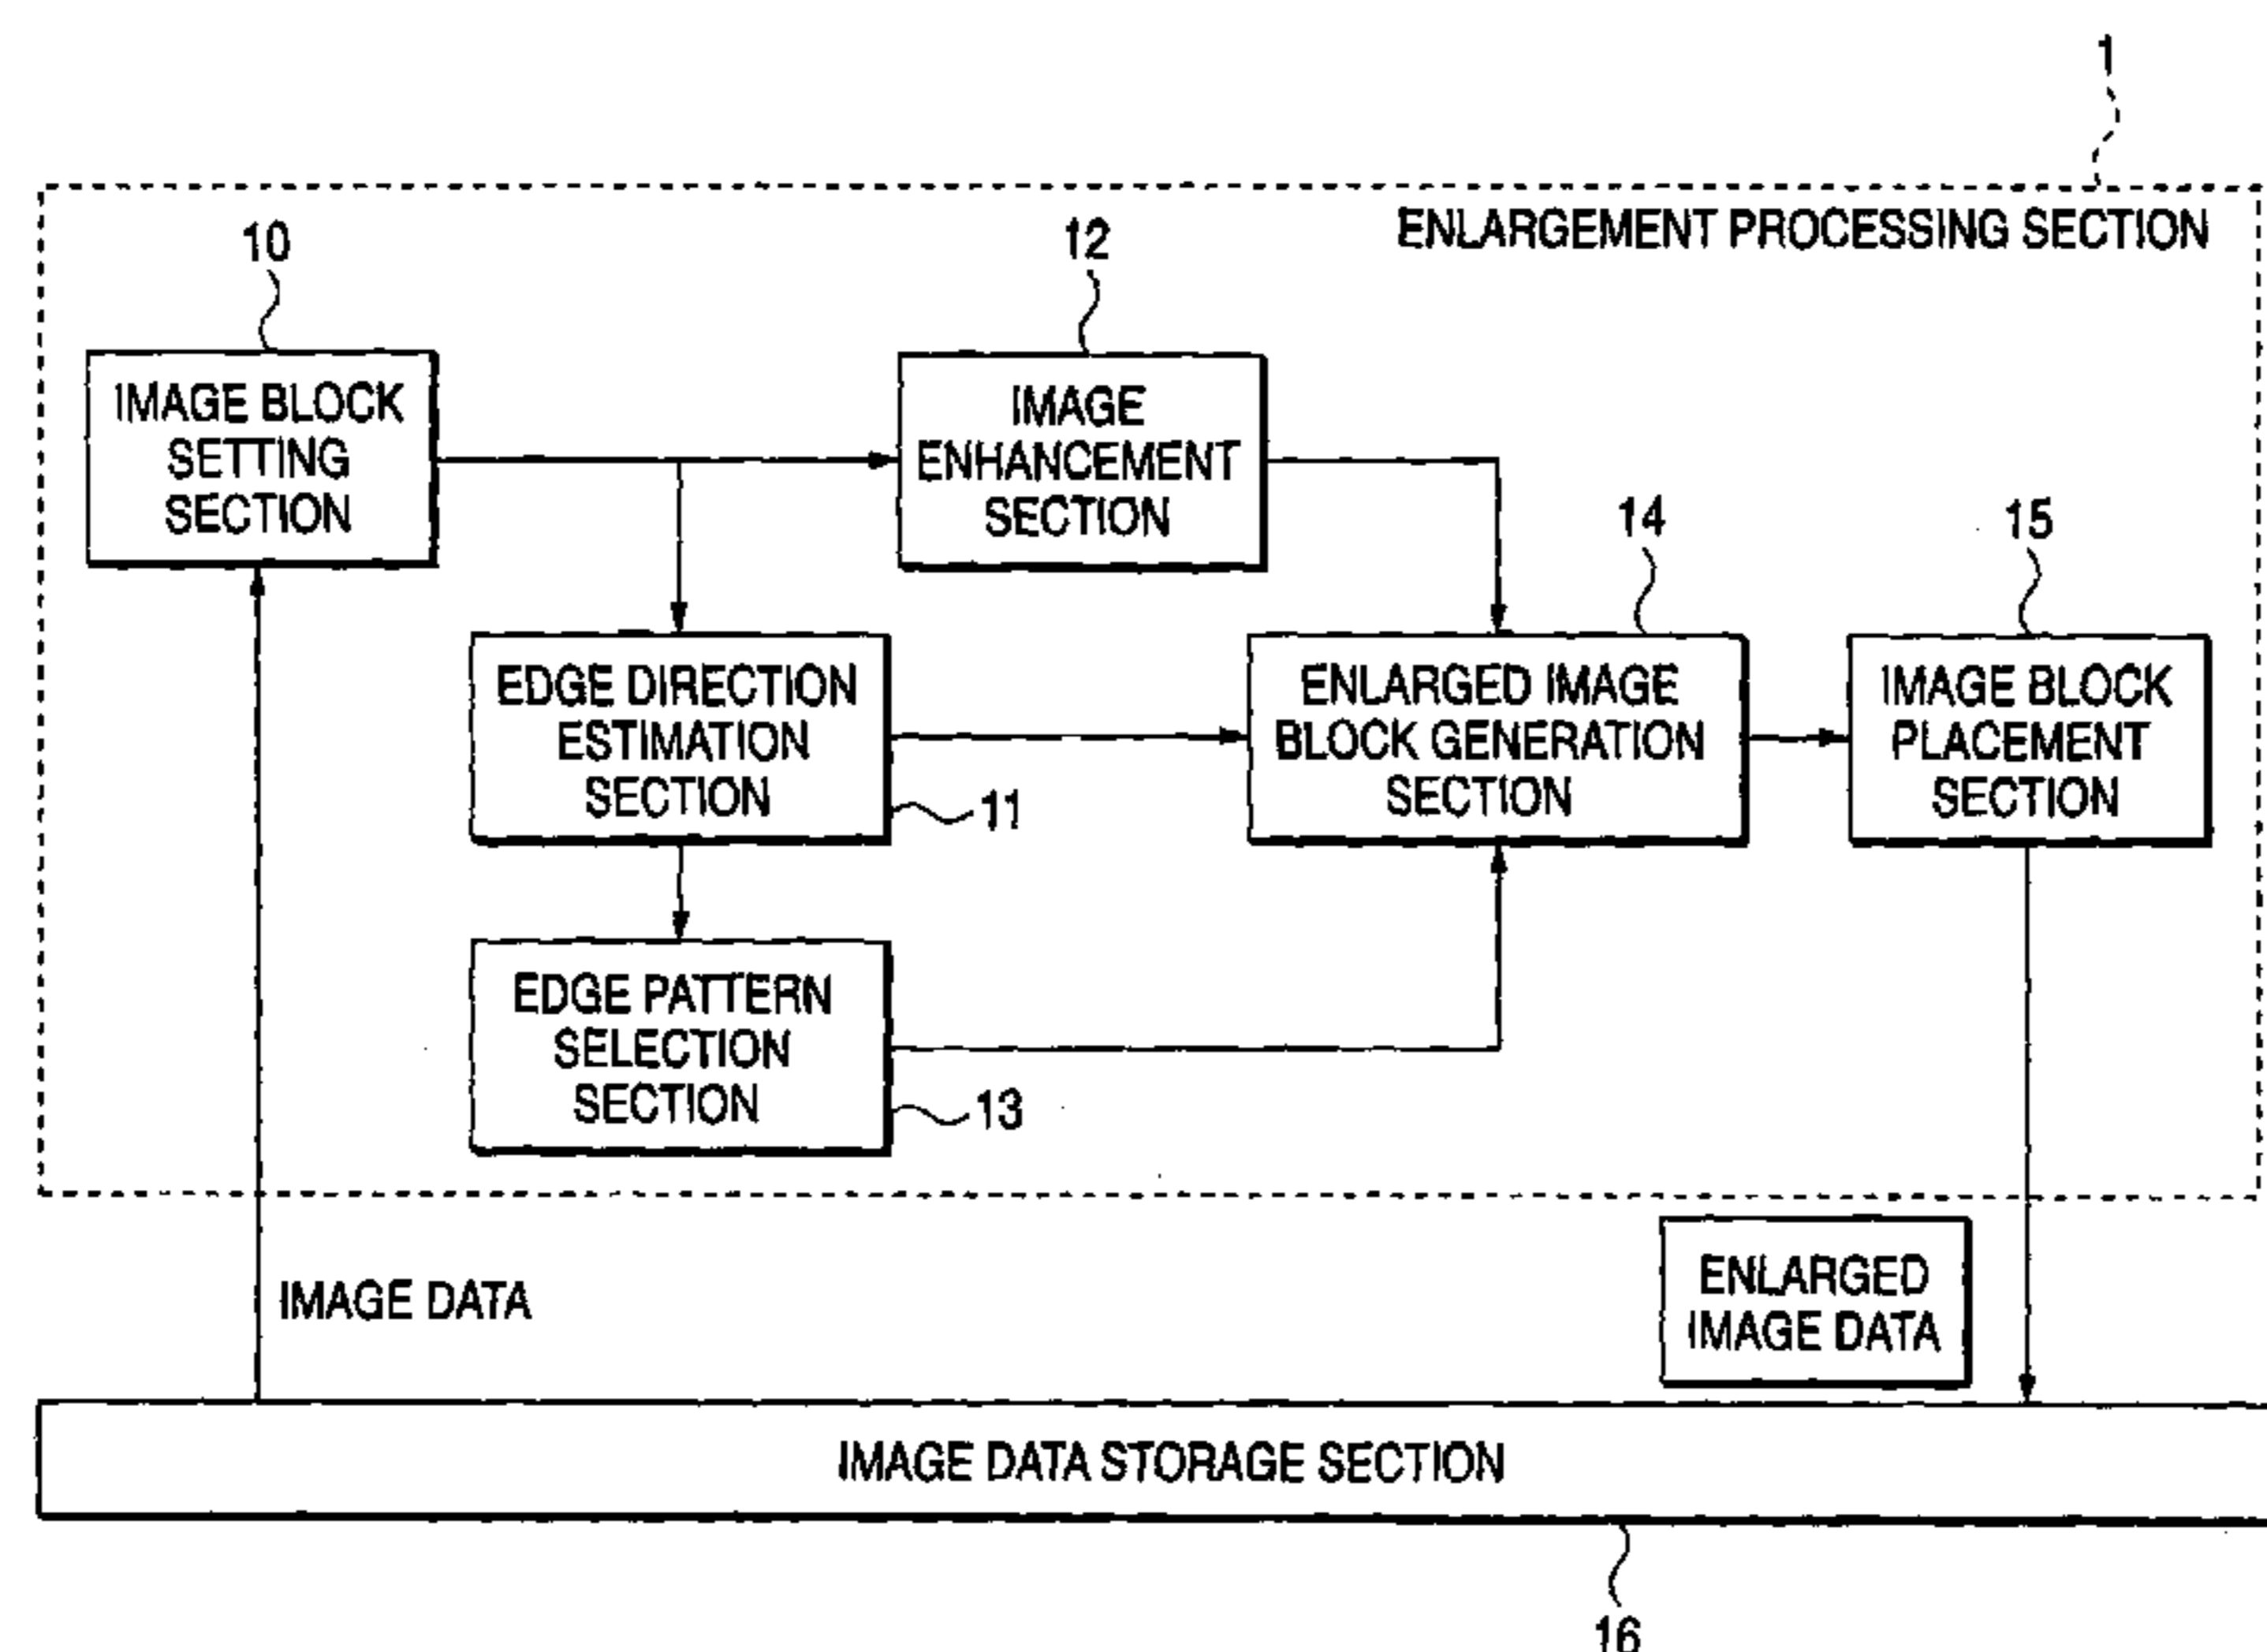 1
ENLARGEMENT PROCESSING SECTION
10
12
IMAGE BLOCK
SETTING
SECTION
IMAGE
ENHANCEMENT
SECTION
14
15
EDGE DIRECTION
ESTIMATION
SECTION
11
ENLARGED IMAGE
BLOCK GENERATION
SECTION
IMAGE BLOCK
PLACEMENT
SECTION
EDGE PATTERN
SELECTION
SECTION
13
IMAGE DATA
ENLARGED
IMAGE DATA
IMAGE DATA STORAGE SECTION
16